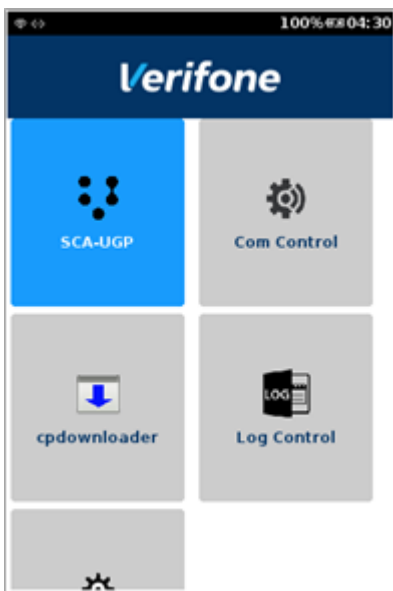 100% 04:30
Verifone
SCA-UGP
Com Control
LOG
cpdownloader
Log Control